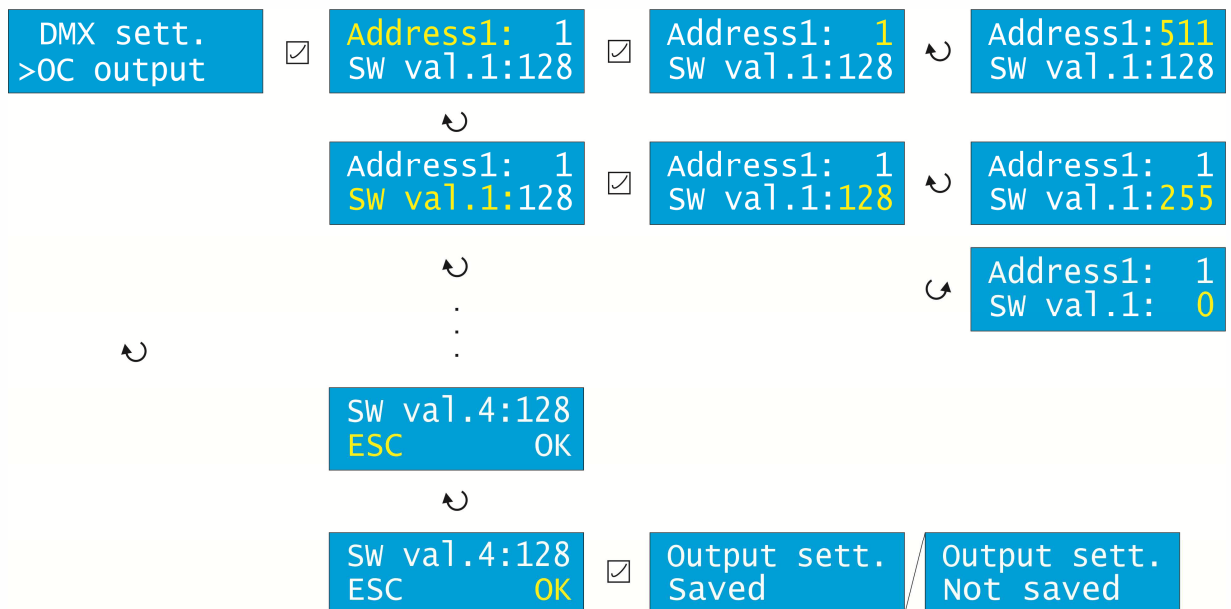 DMX sett.
>OC output
Address1: 1
SW val.1:128
Address1: 1
SW val.1:128
Address1:511
SW val.1:128
Address1: 1
SW val.1:128
Address1: 1
SW val.1:128
Address1: 1
SW val.1:255
Address1: 1
SW val.1: 0
.
.
.
SW val.4:128
ESC OK
SW val.4:128
ESC OK
Output sett.
Saved
Output sett.
Not saved